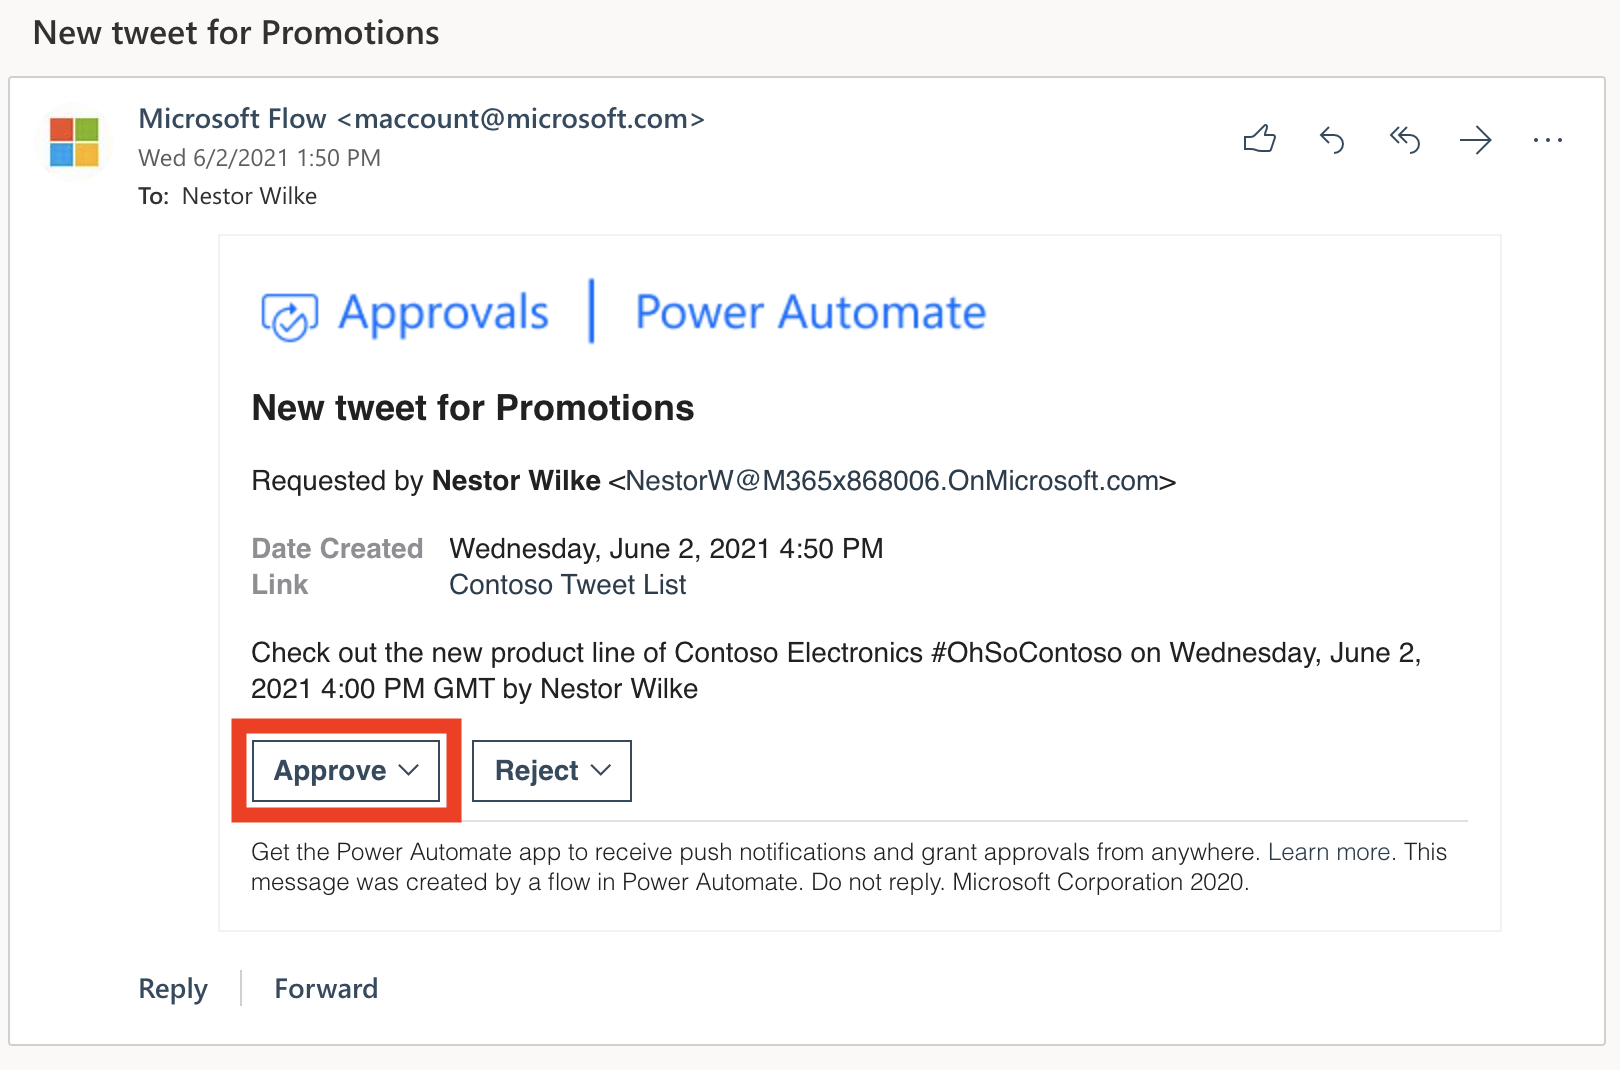 New tweet for Promotions
Microsoft Flow <maccount@microsoft.com>
Wed 6/2/2021 1:50 PM
To: Nestor Wilke
Approvals | Power Automate
New tweet for Promotions
Requested by Nestor Wilke <NestorW@M365x868006.OnMicrosoft.com>
Date Created Wednesday, June 2, 2021 4:50 PM
Link Contoso Tweet List
Check out the new product line of Contoso Electronics #OhSoContoso on Wednesday, June 2,
2021 4:00 PM GMT by Nestor Wilke
Approve Reject
Get the Power Automate app to receive push notifications and grant approvals from anywhere. Learn more. This
message was created by a flow in Power Automate. Do not reply. Microsoft Corporation 2020.
Reply Forward